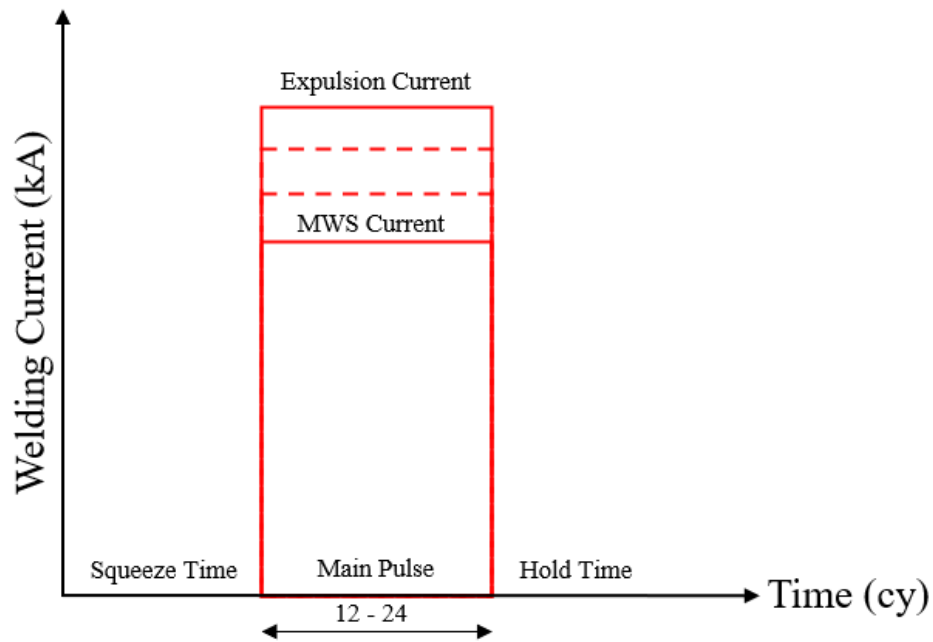 Expulsion Current
MWS Current
Welding Current (kA)
Squeeze Time
Main Pulse
Hold Time
Time (cy)
12 - 24